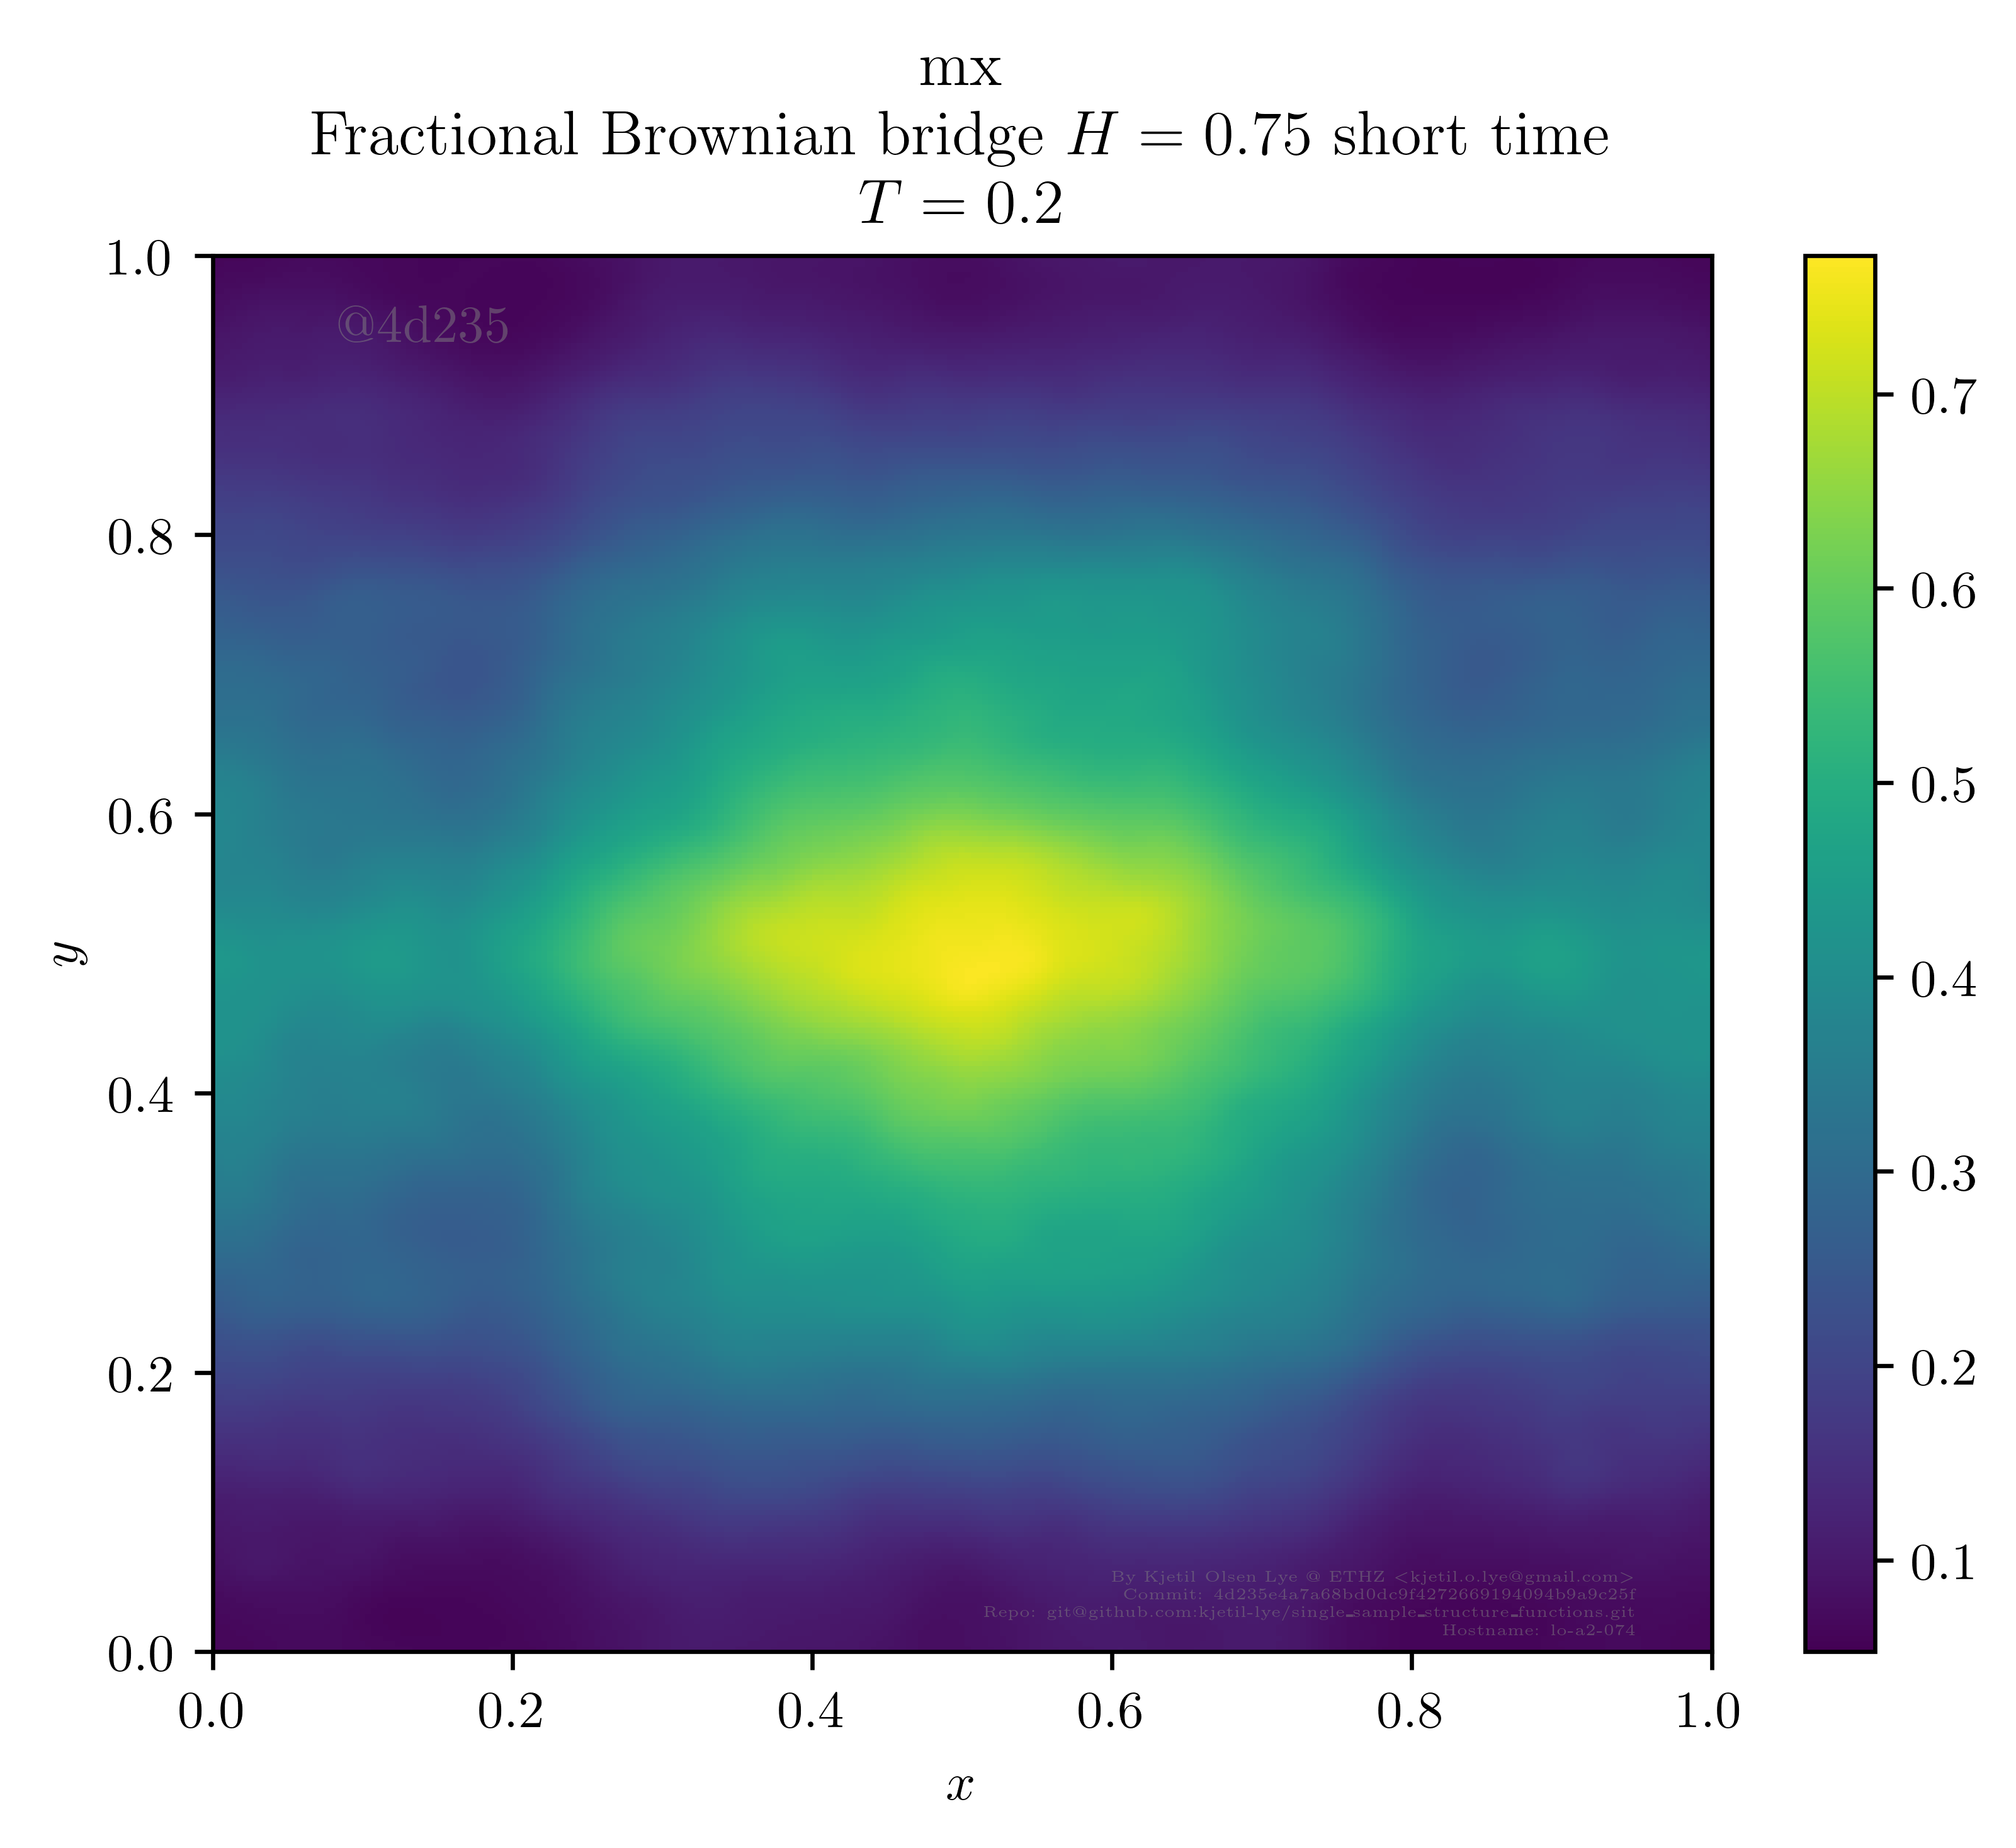 mx
Fractional Brownian bridge H = 0.75 short time
T = 0.2
1.0
0.8
0.6
0.4
0.2
0.0
y
0.0 0.2 0.4 0.6 0.8 1.0
x
0.7
0.6
0.5
0.4
0.3
0.2
0.1
@4d235
By Kjetil Olsen Lye @ ETHZ <kjetil.o.lye@gmail.com>
Commit: 4d235e4a7a68bd0dc9f4272669194094b9a9c25f
Repo: git@github.com:kjetil-lye/single_sample_structure_functions.git
Hostname: lo-a2-074